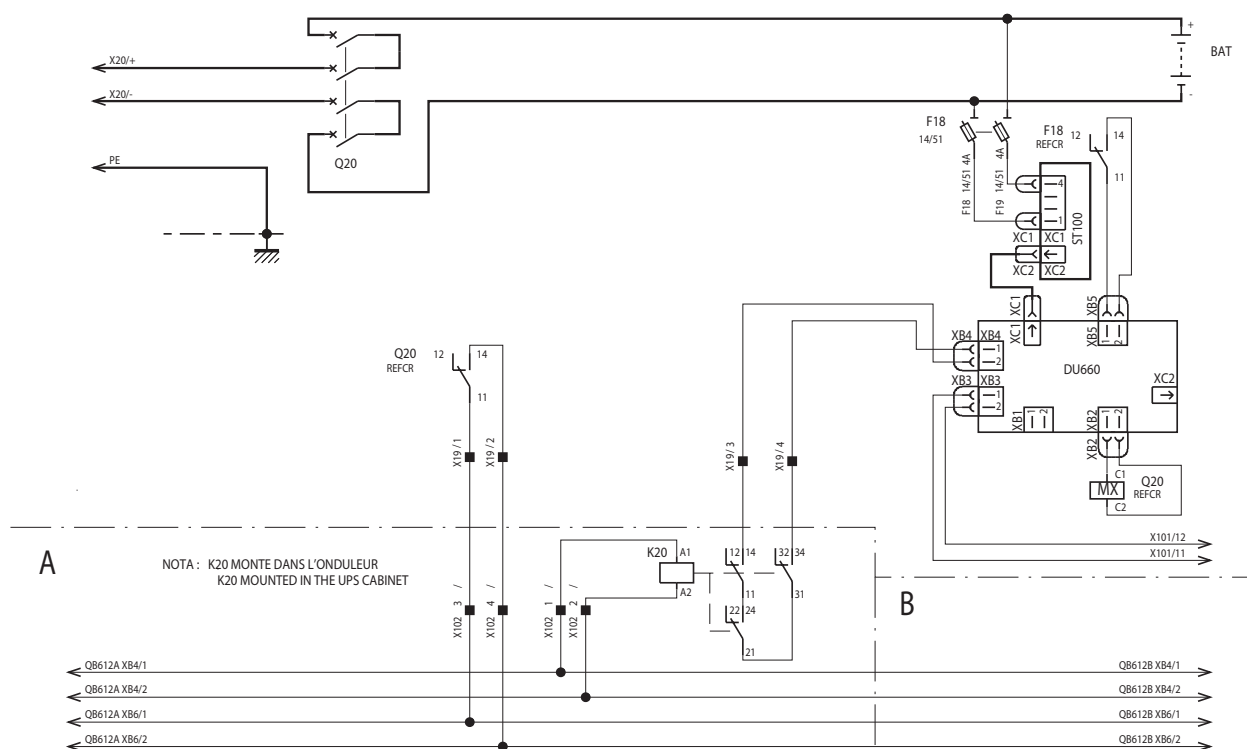 +
X20/+
BAT
X20/-
-
F18
14/51
F18
REFCR
12
14
11
PE
Q20
F18 14/51 4A
F19 14/51 4A
4
1
ST100
XC1 XC1
XC2 XC2
XC1
XC1
XB5
XB5
1 2
XB4 XB4
1
2
DU660
XB3 XB3
1
2
XC2
XB1
1 2
XB2
1 2
XB2
Q20
REFCR
12
14
11
X19 / 1
X19 / 2
X19 / 3
X19 / 4
C1
MX
C2
Q20
REFCR
X101/12
X101/11
A
NOTA : K20 MONTE DANS L'ONDULEUR
K20 MOUNTED IN THE UPS CABINET
K20
A1
A2
12 14
11
32 34
31
22 24
21
B
X102 3 /
X102 4 /
X102 1 /
X102 2 /
QB612A XB4/1
QB612B XB4/1
QB612A XB4/2
QB612B XB4/2
QB612A XB6/1
QB612B XB6/1
QB612A XB6/2
QB612B XB6/2